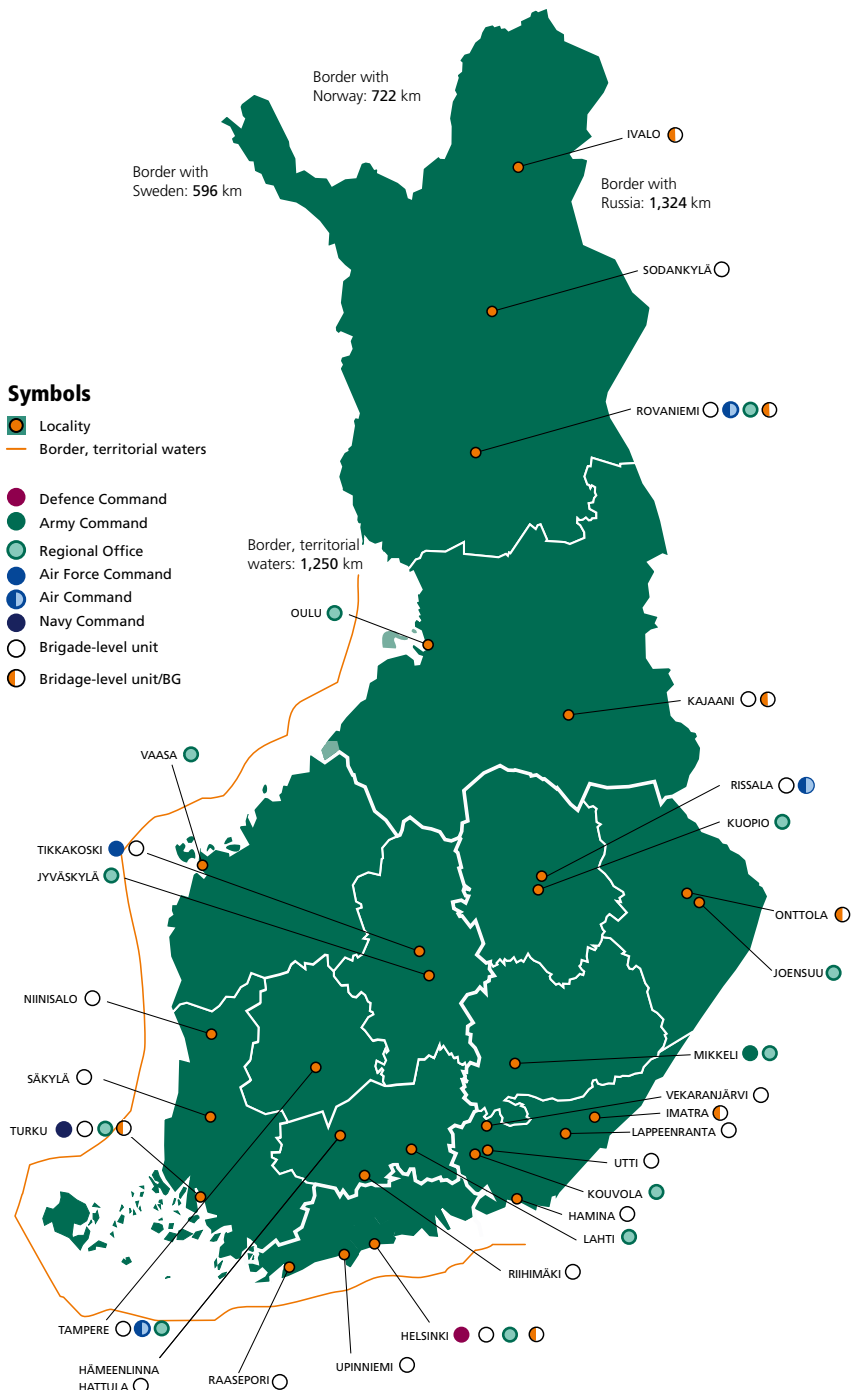 Border with
Norway: 722 km
IVALO
Border with
Sweden: 596 km
Border with
Russia: 1,324 km
SODANKYLÄ
Symbols
Locality
Border, territorial waters
Defence Command
Army Command
Regional Office
Air Force Command
Air Command
Navy Command
Brigade-level unit
Bridage-level unit/BG
ROVANIEMI
Border, territorial
waters: 1,250 km
OULU
KAJAANI
VAASA
RISSALA
KUOPIO
TIKKAKOSKI
JYVÄSKYLÄ
ONTTOLA
JOENSUU
NIINISALO
MIKKELI
SÄKYLÄ
VEKARANJÄRVI
IMATRA
TURKU
LAPPEENRANTA
UTTI
KOUVOLA
HAMINA
LAHTI
RIIHIMÄKI
TAMPERE
HELSINKI
UPINNIEMI
HÄMEENLINNA
HATTULA
RAASEPORI